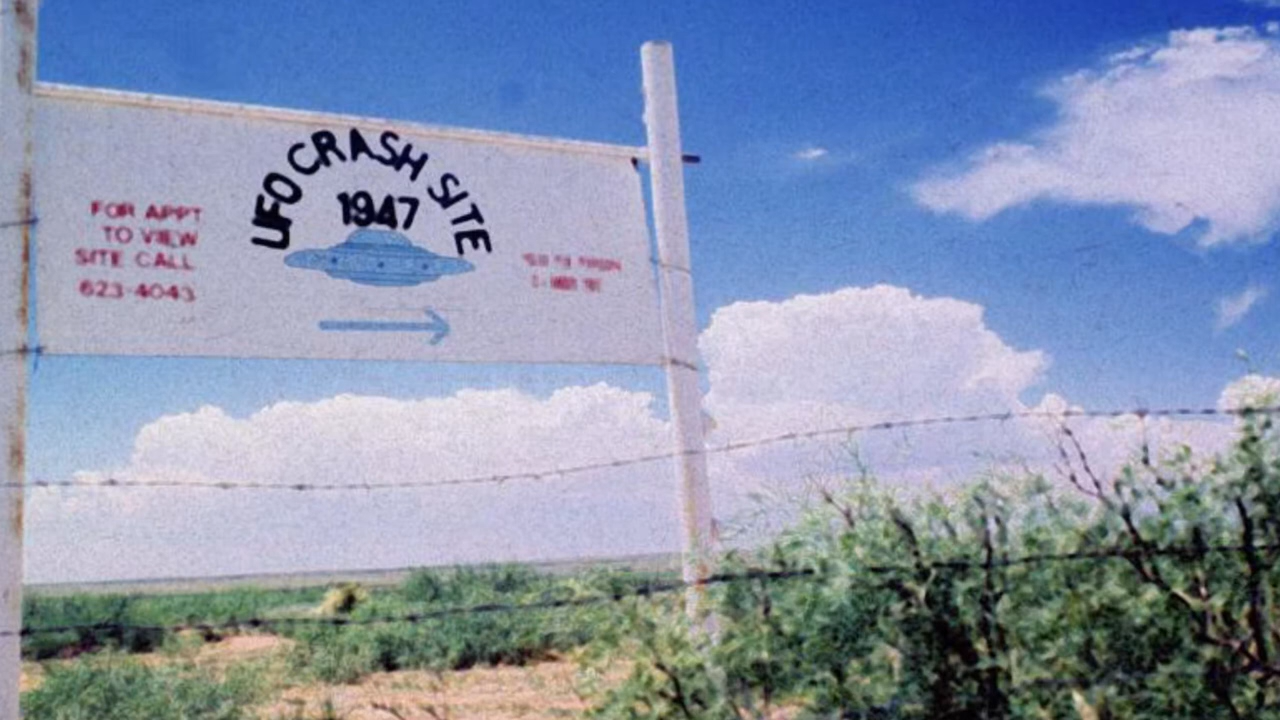 UFO CRASH SITE
1947
FOR APPT
TO VIEW
SITE CALL
623-4043